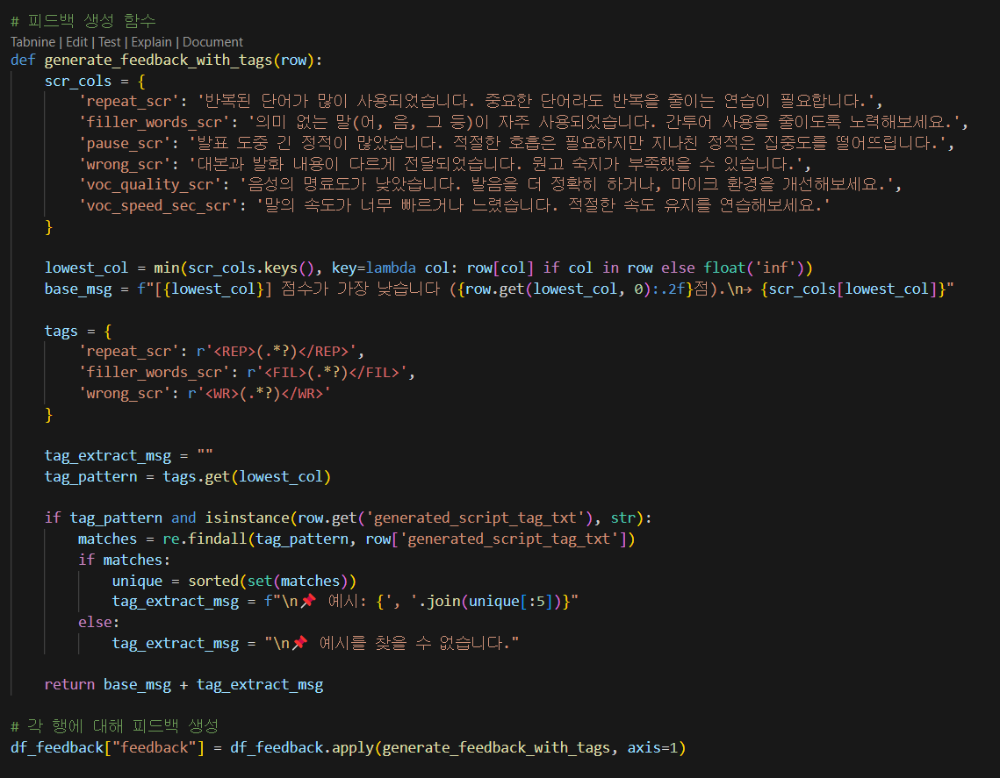 # 피드백 생성 함수
Tabnine | Edit | Test | Explain | Document
def generate_feedback_with_tags(row):
    scr_cols = {
        'repeat_scr': '반복된 단어가 많이 사용되었습니다. 중요한 단어라도 반복을 줄이는 연습이 필요합니다.',
        'filler_words_scr': '의미 없는 말(어, 음, 그 등)이 자주 사용되었습니다. 간투어 사용을 줄이도록 노력해보세요.',
        'pause_scr': '발표 도중 긴 정적이 많았습니다. 적절한 호흡은 필요하지만 지나친 정적은 집중도를 떨어뜨립니다.',
        'wrong_scr': '대본과 발화 내용이 다르게 전달되었습니다. 원고 숙지가 부족했을 수 있습니다.',
        'voc_quality_scr': '음성의 명료도가 낮았습니다. 발음을 더 정확히 하거나, 마이크 환경을 개선해보세요.',
        'voc_speed_sec_scr': '말의 속도가 너무 빠르거나 느렸습니다. 적절한 속도 유지를 연습해보세요.'
    }
    lowest_col = min(scr_cols.keys(), key=lambda col: row[col] if col in row else float('inf'))
    base_msg = f"[{lowest_col}] 점수가 가장 낮습니다 ({row.get(lowest_col, 0):.2f}점).\n→ {scr_cols[lowest_col]}"
    tags = {
        'repeat_scr': r'<REP>(.*?)</REP>',
        'filler_words_scr': r'<FIL>(.*?)</FIL>',
        'wrong_scr': r'<WR>(.*?)</WR>'
    }
    tag_extract_msg = ""
    tag_pattern = tags.get(lowest_col)
    if tag_pattern and isinstance(row.get('generated_script_tag_txt'), str):
        matches = re.findall(tag_pattern, row['generated_script_tag_txt'])
        if matches:
            unique = sorted(set(matches))
            tag_extract_msg = f"\n📌 예시: {', '.join(unique[:5])}"
        else:
            tag_extract_msg = "\n📌 예시를 찾을 수 없습니다."
    return base_msg + tag_extract_msg
# 각 행에 대해 피드백 생성
df_feedback["feedback"] = df_feedback.apply(generate_feedback_with_tags, axis=1)